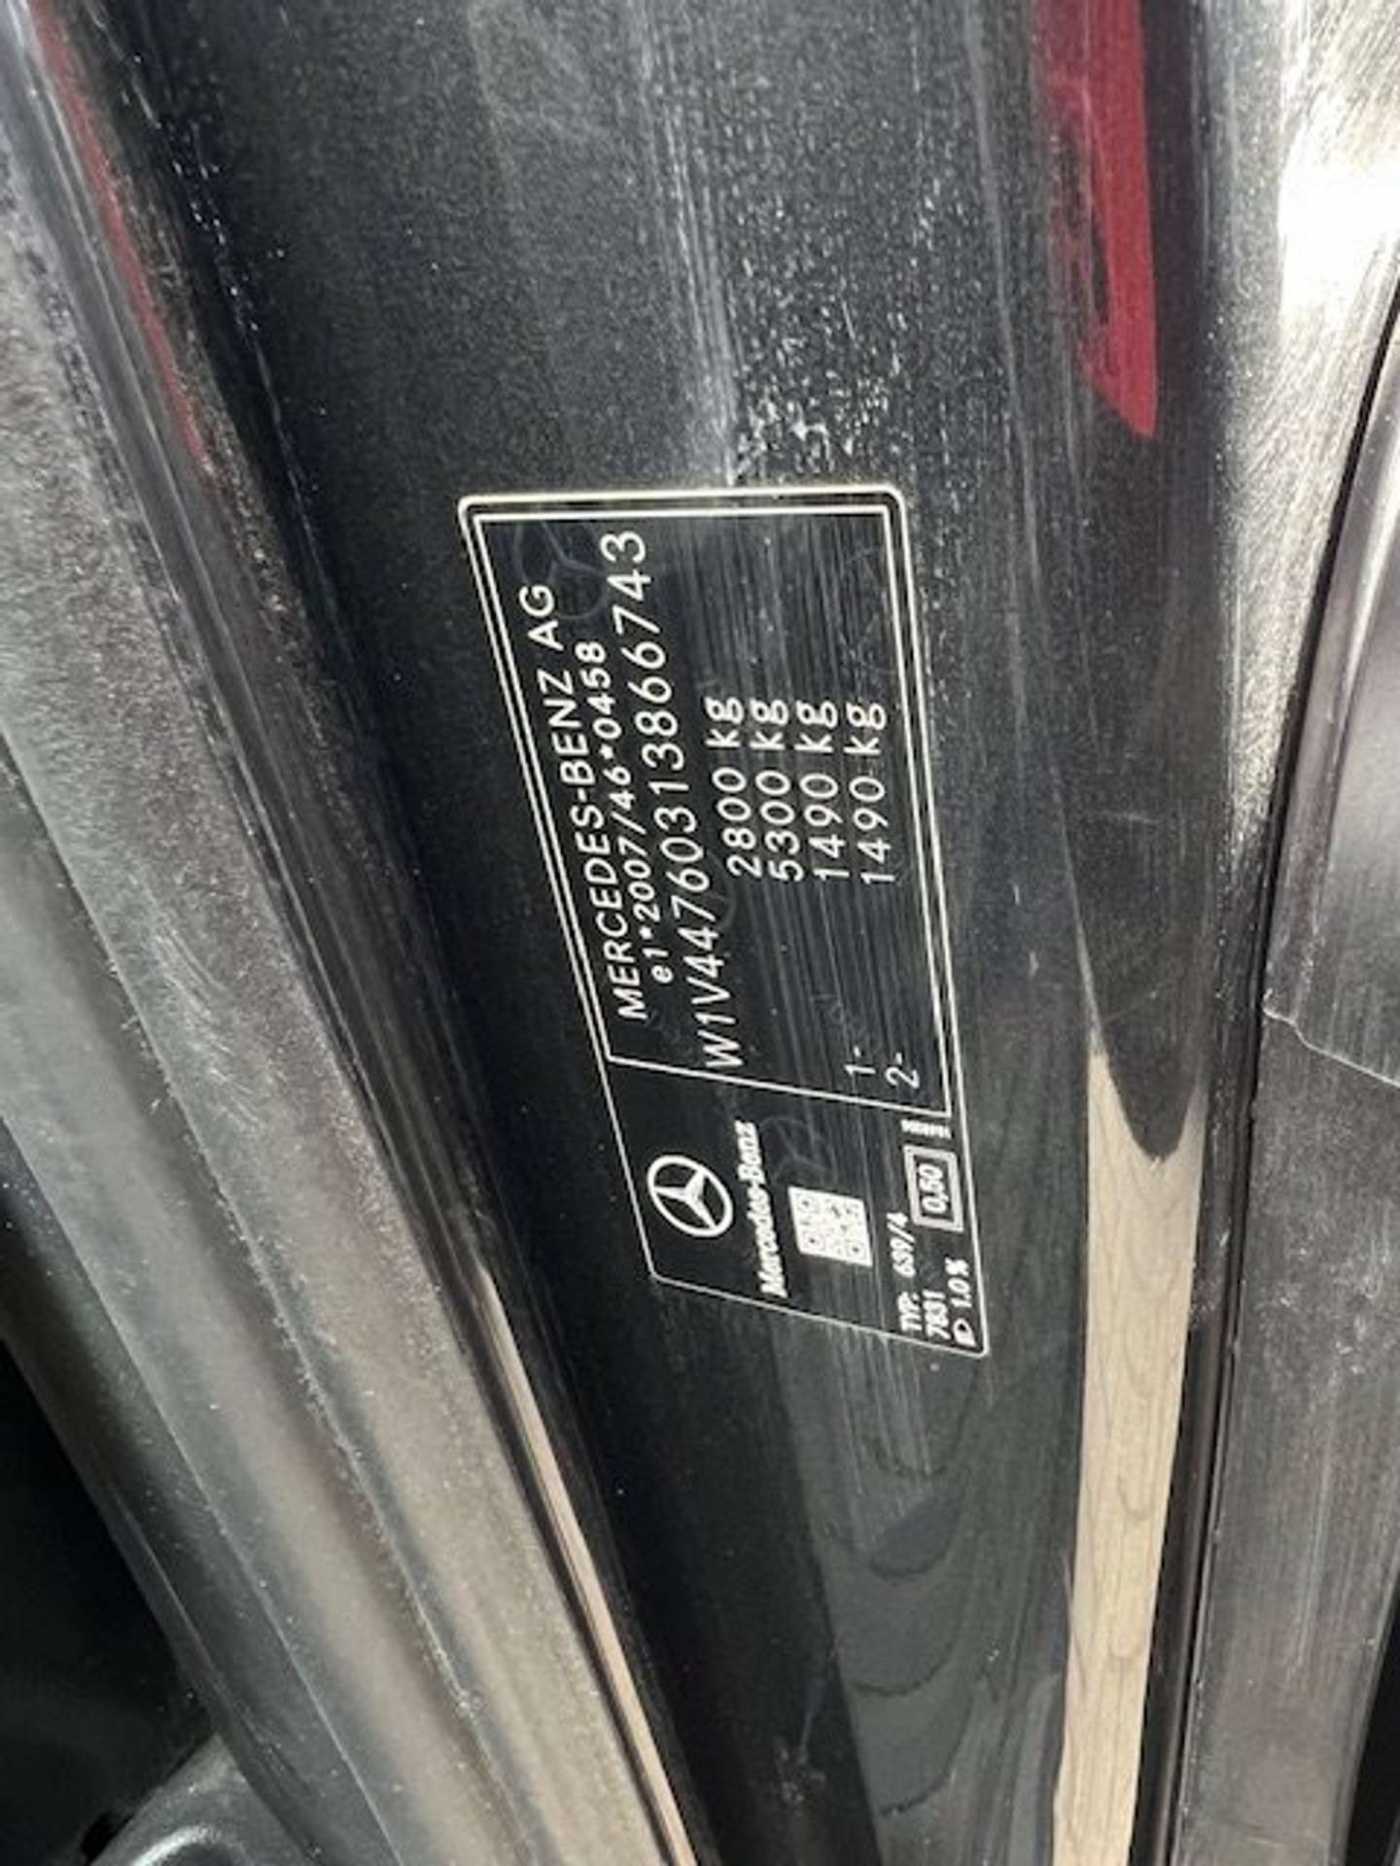 MERCEDES-BENZ AG
e1*2007/46*0458
W1V44760313866743
2800 kg
5300 kg
1- 1490 kg
2- 1490 kg
Mercedes-Benz
TYP: 639/4
7831 0,50
1.0 %